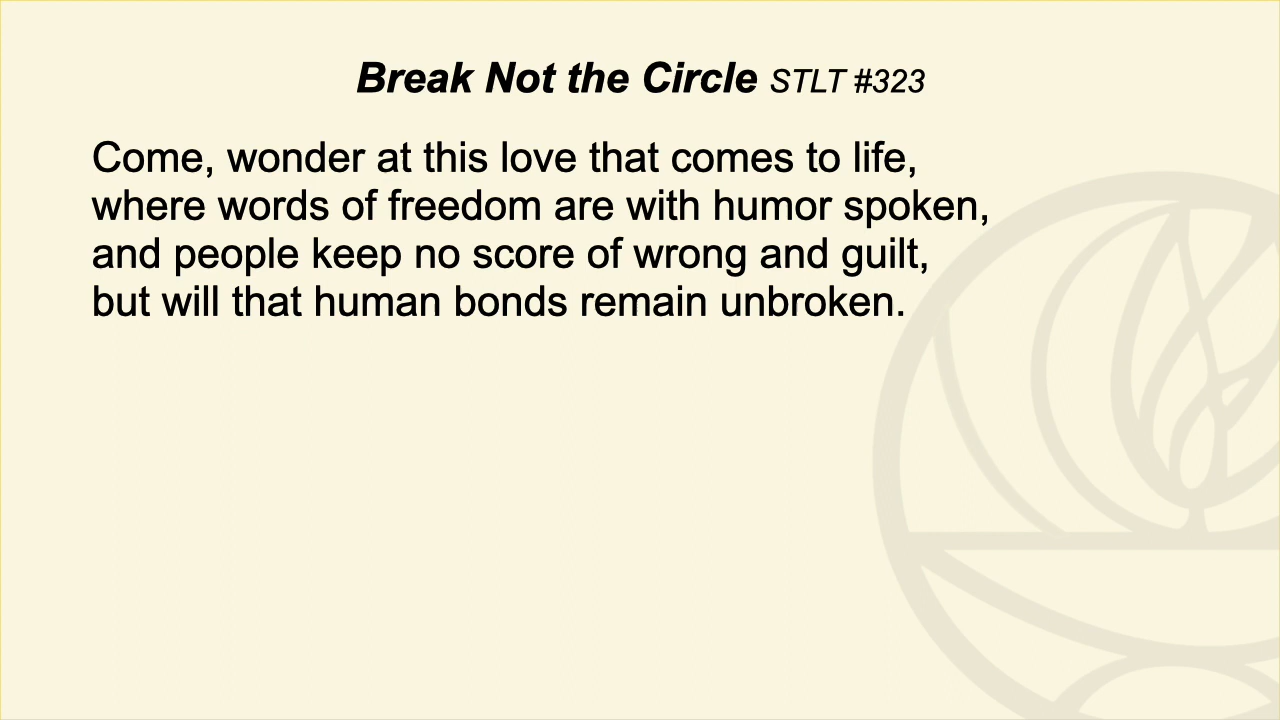 Break Not the Circle STLT #323
Come, wonder at this love that comes to life,
where words of freedom are with humor spoken,
and people keep no score of wrong and guilt,
but will that human bonds remain unbroken.